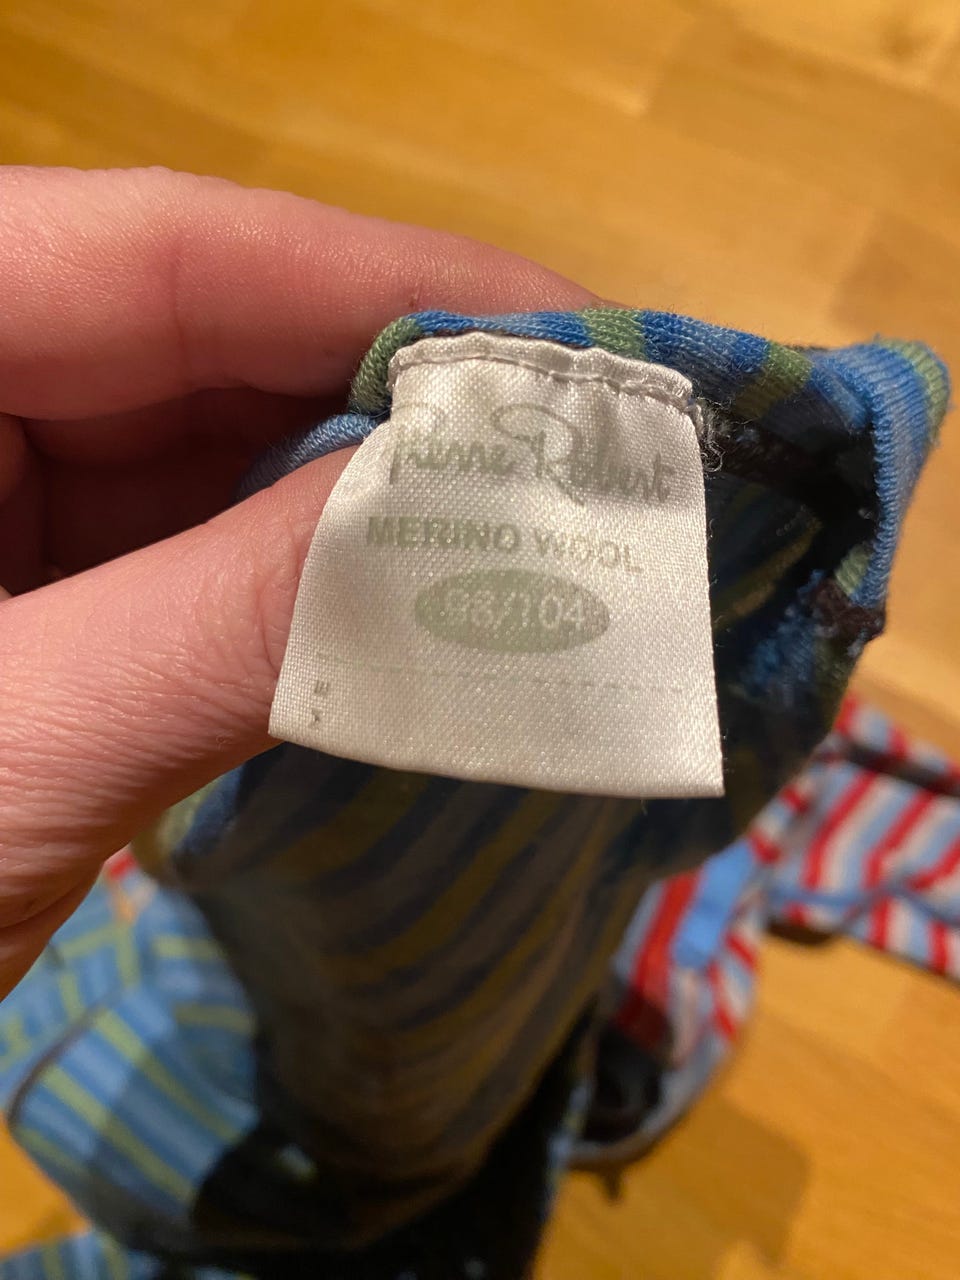 Pierre Robert
MERINO WOOL
98/104